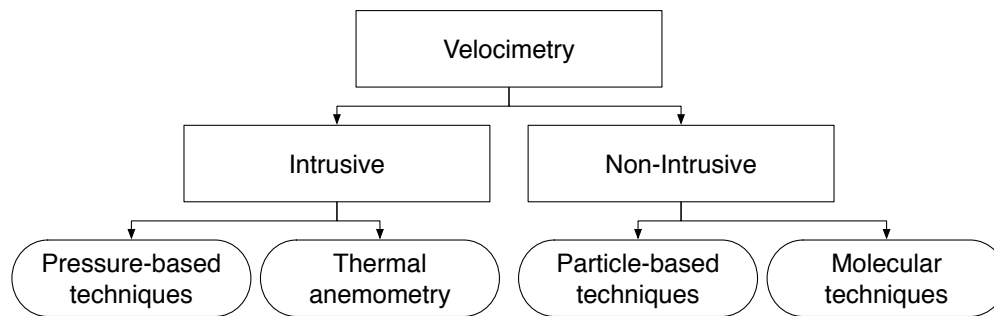 Velocimetry
Intrusive
Non-Intrusive
Pressure-based
techniques
Thermal
anemometry
Particle-based
techniques
Molecular
techniques